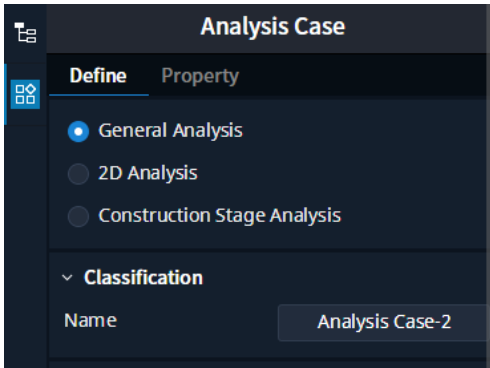 Analysis Case
Define Property
General Analysis
2D Analysis
Construction Stage Analysis
Classification
Name Analysis Case-2